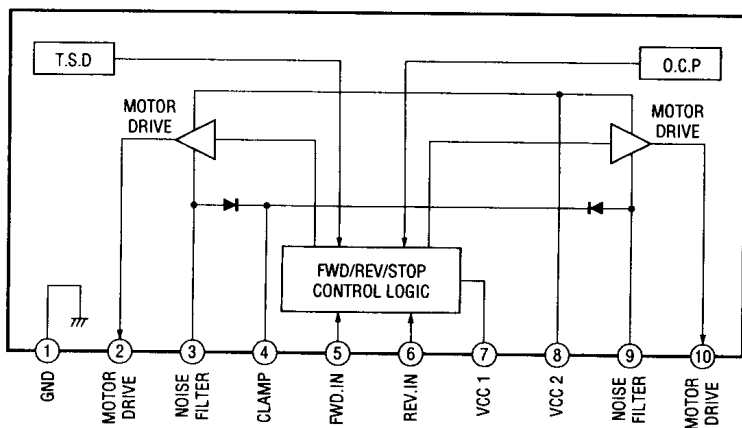 T.S.D
O.C.P
MOTOR
DRIVE
MOTOR
DRIVE
FWD/REV/STOP
CONTROL LOGIC
1
2
3
4
5
6
7
8
9
10
GND
MOTOR
DRIVE
NOISE
FILTER
CLAMP
FWD.IN
REV.IN
VCC 1
VCC 2
NOISE
FILTER
MOTOR
DRIVE